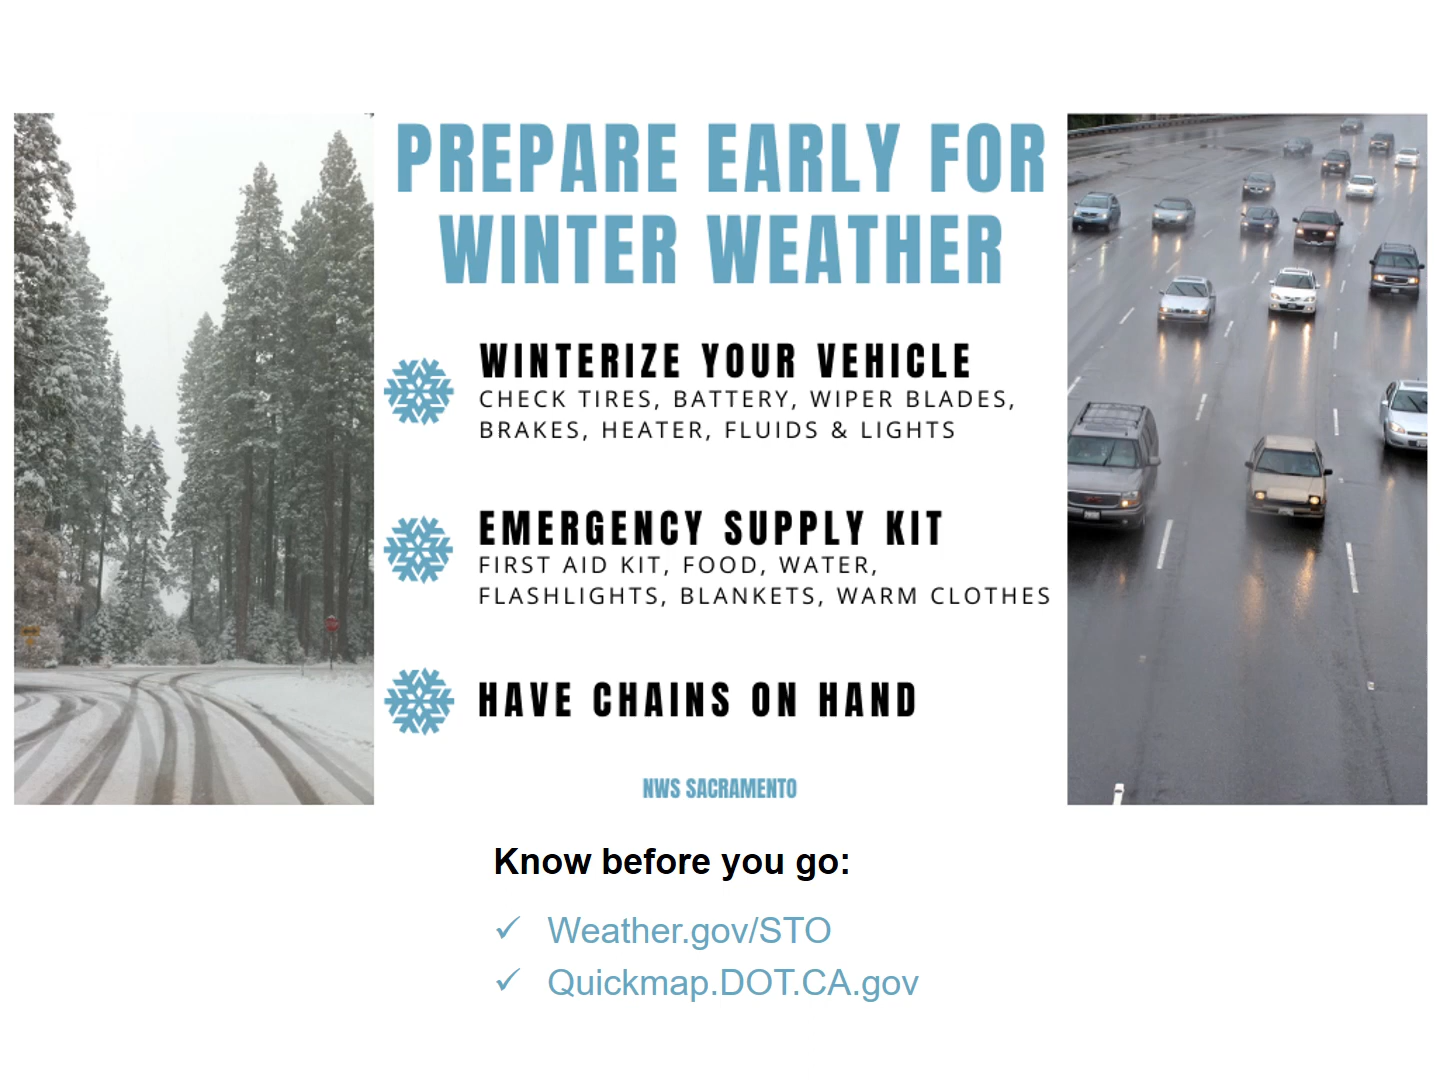 PREPARE EARLY FOR
WINTER WEATHER
WINTERIZE YOUR VEHICLE
CHECK TIRES, BATTERY, WIPER BLADES,
BRAKES, HEATER, FLUIDS & LIGHTS
EMERGENCY SUPPLY KIT
FIRST AID KIT, FOOD, WATER,
FLASHLIGHTS, BLANKETS, WARM CLOTHES
HAVE CHAINS ON HAND
NWS SACRAMENTO
Know before you go:
✓ Weather.gov/STO
✓ Quickmap.DOT.CA.gov